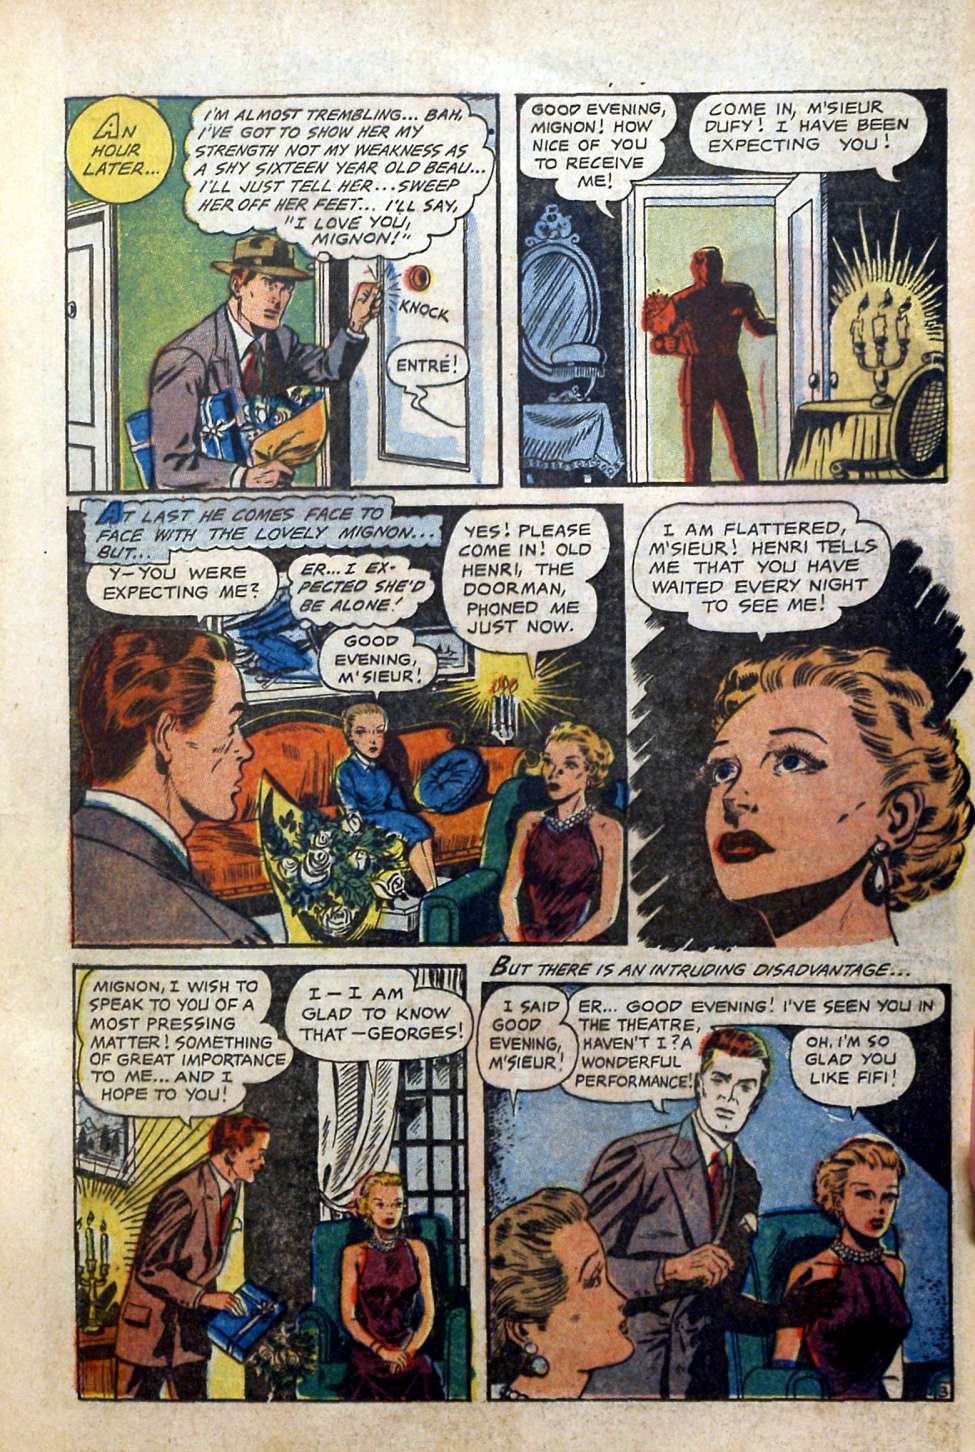 AN
HOUR
LATER...
I'M ALMOST TREMBLING... BAH,
I'VE GOT TO SHOW HER MY
STRENGTH NOT MY WEAKNESS AS
A SHY SIXTEEN YEAR OLD BEAU...
I'LL JUST TELL HER...SWEEP
HER OFF HER FEET... I'LL SAY,
"I LOVE YOU,
MIGNON!"
KNOCK
ENTRÉ!
GOOD EVENING,
MIGNON! HOW
NICE OF YOU
TO RECEIVE
ME!
COME IN, M'SIEUR
DUFY! I HAVE BEEN
EXPECTING YOU!
AT LAST HE COMES FACE TO
FACE WITH THE LOVELY MIGNON...
BUT...
Y-YOU WERE
EXPECTING ME?
ER...I EX-
PECTED SHE'D
BE ALONE!
GOOD
EVENING,
M'SIEUR!
YES! PLEASE
COME IN! OLD
HENRI, THE
DOORMAN,
PHONED ME
JUST NOW.
I AM FLATTERED,
M'SIEUR! HENRI TELLS
ME THAT YOU HAVE
WAITED EVERY NIGHT
TO SEE ME!
MIGNON, I WISH TO
SPEAK TO YOU OF A
MOST PRESSING
MATTER! SOMETHING
OF GREAT IMPORTANCE
TO ME... AND I
HOPE TO YOU!
I-I AM
GLAD TO KNOW
THAT-GEORGES!
BUT THERE IS AN INTRUDING DISADVANTAGE...
I SAID
GOOD
EVENING,
M'SIEUR!
ER... GOOD EVENING! I'VE SEEN YOU IN
THE THEATRE,
HAVEN'T I? A
WONDERFUL
PERFORMANCE!
OH, I'M SO
GLAD YOU
LIKE FIFI!
3